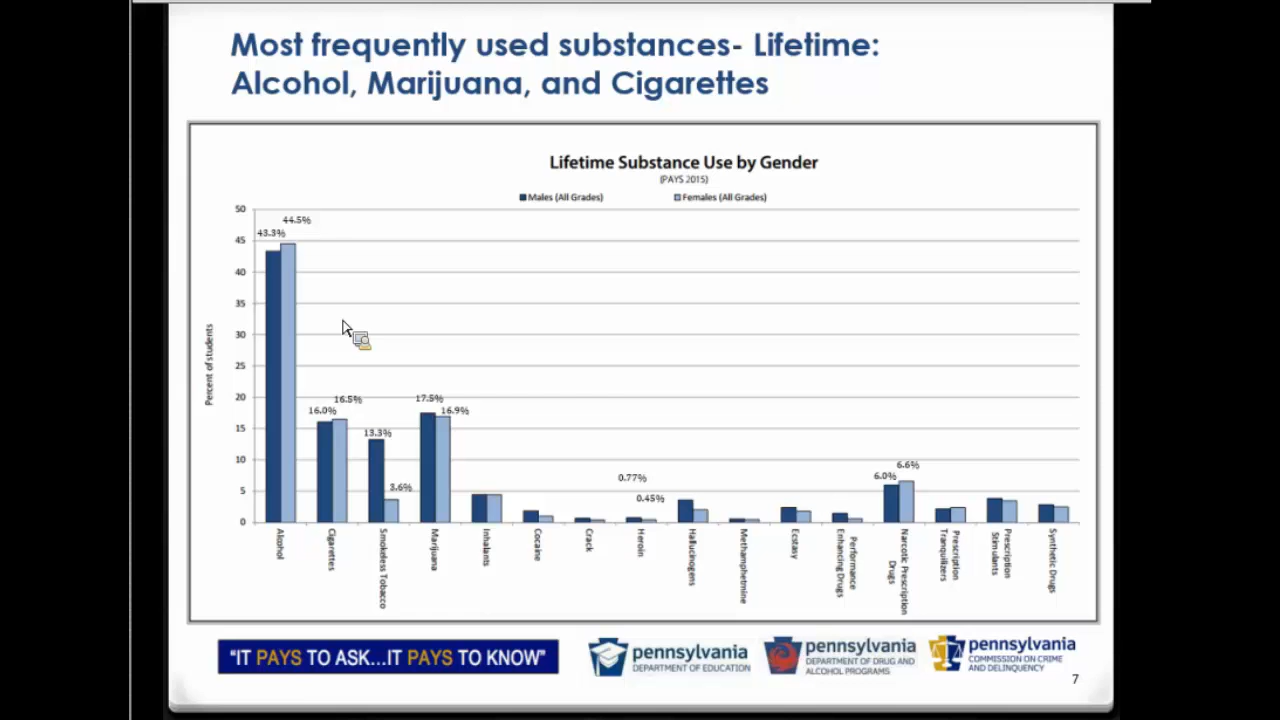 Most frequently used substances- Lifetime:
Alcohol, Marijuana, and Cigarettes
Lifetime Substance Use by Gender
(PAYS 2015)
Males (All Grades)
Females (All Grades)
Percent of students
50
45
40
35
30
25
20
15
10
5
0
43.3%
44.5%
16.0%
16.5%
13.3%
3.6%
17.5%
16.9%
0.77%
0.45%
6.0%
6.6%
Alcohol
Cigarettes
Smokeless Tobacco
Marijuana
Inhalants
Cocaine
Crack
Heroin
Hallucinogens
Methamphetmine
Ecstasy
Performance
Enhancing Drugs
Narcotic Prescription
Drugs
Prescription
Tranquilizers
Prescription
Stimulants
Synthetic Drugs
“IT PAYS TO ASK...IT PAYS TO KNOW”
pennsylvania
DEPARTMENT OF EDUCATION
pennsylvania
DEPARTMENT OF DRUG AND
ALCOHOL PROGRAMS
pennsylvania
COMMISSION ON CRIME
AND DELINQUENCY
7